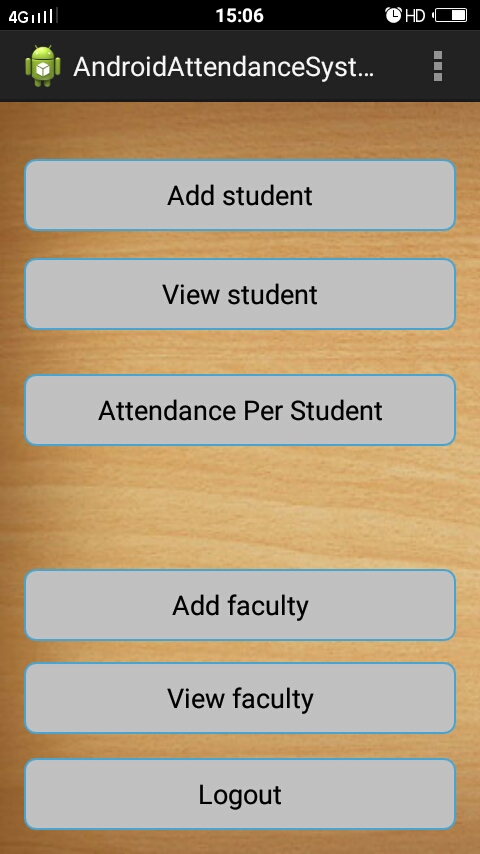 4G 15:06 HD
AndroidAttendanceSyst...
Add student
View student
Attendance Per Student
Add faculty
View faculty
Logout